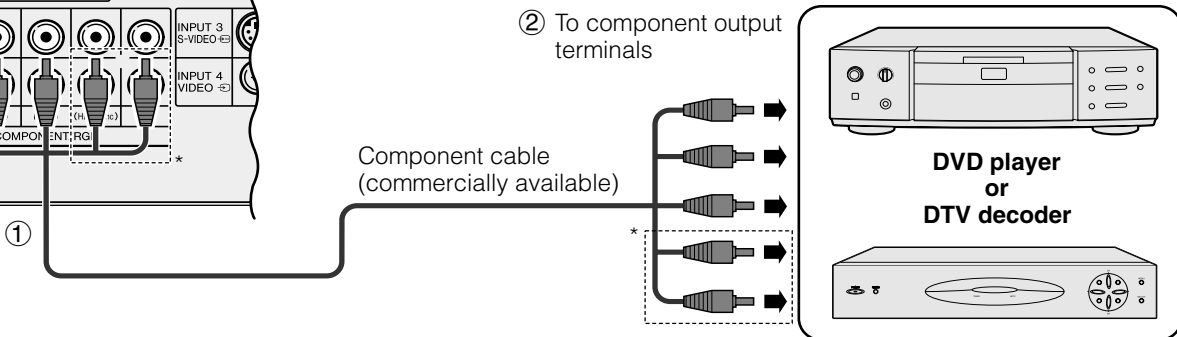 INPUT 3
S-VIDEO
INPUT 4
VIDEO
RGB
*
①
② To component output
terminals
Component cable
(commercially available)
*
DVD player
or
DTV decoder